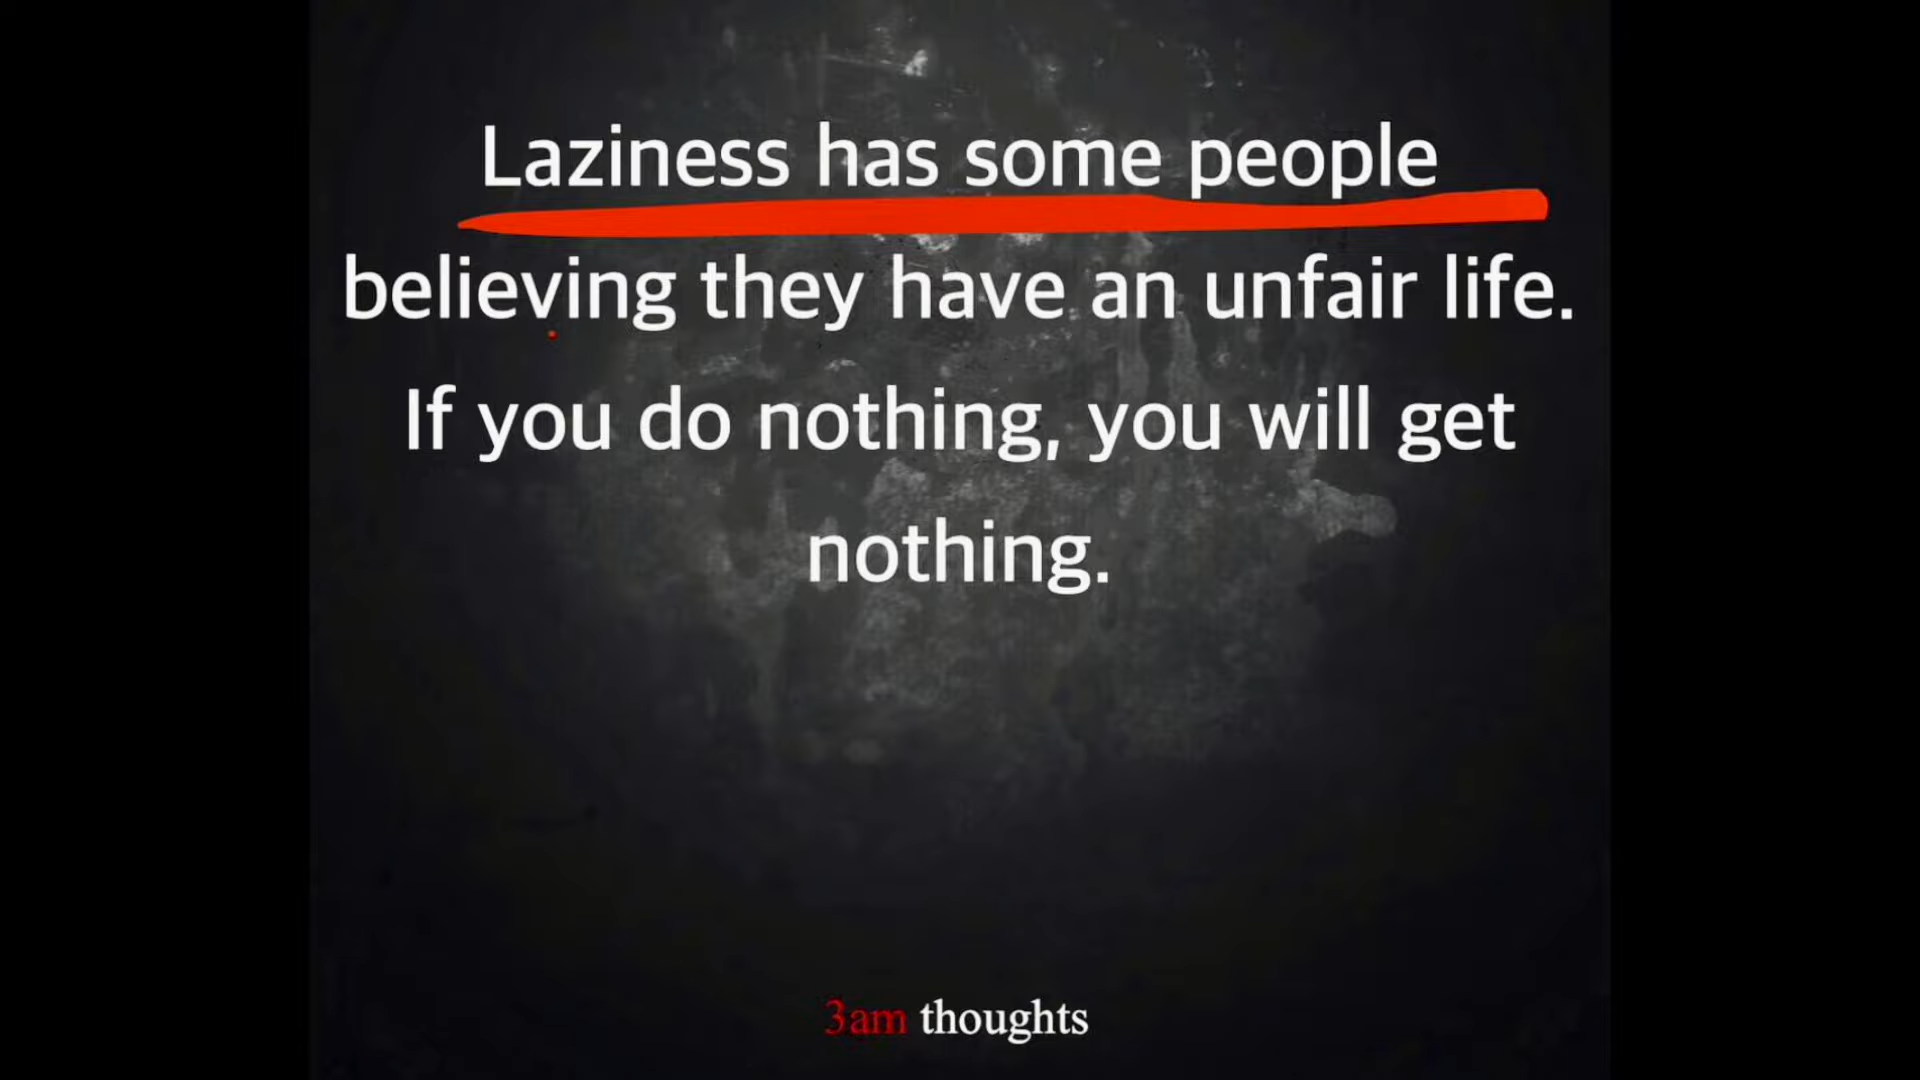 Laziness has some people
believing they have an unfair life.
If you do nothing, you will get
nothing.
3am thoughts